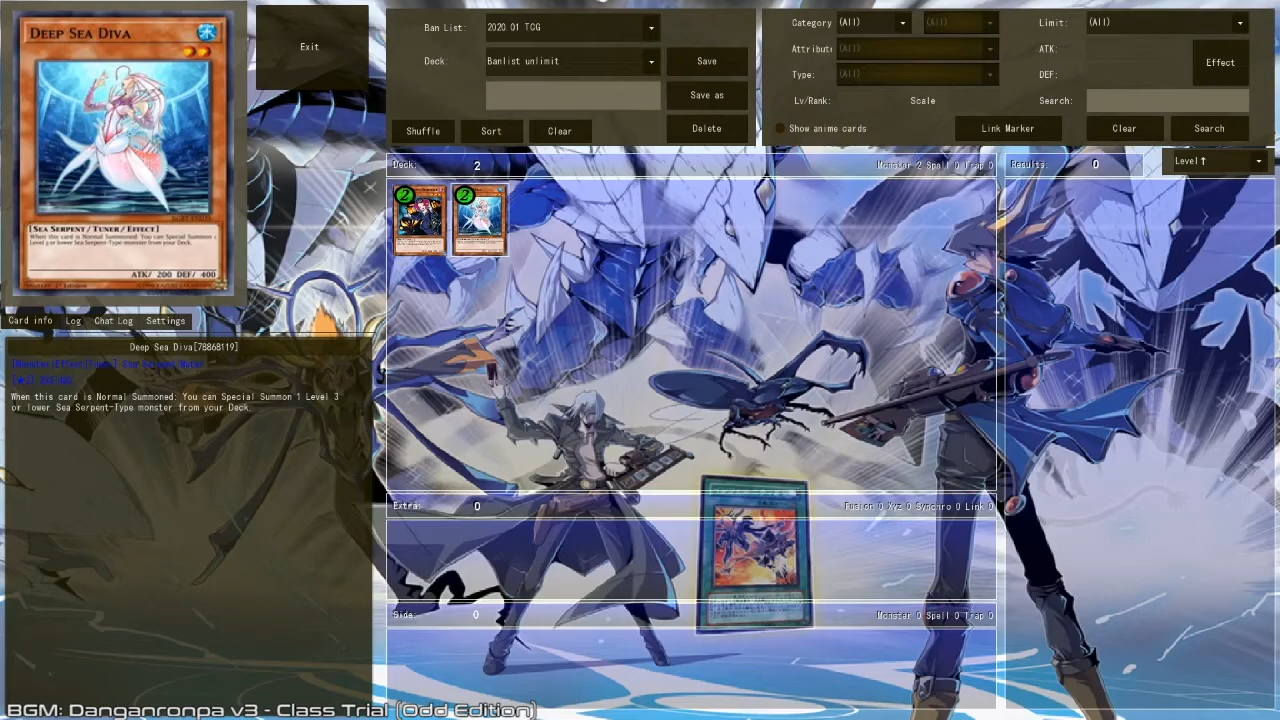 DEEP SEA DIVA
[SEA SERPENT / TUNER / EFFECT]
When this card is Normal Summoned: You can Special Summon 1
Level 3 or lower Sea Serpent-Type monster from your Deck.
ATK/ 200 DEF/ 400
Exit
Ban List:
2020.01 TCG
Deck:
Banlist unlimit
Save
Save as
Shuffle
Sort
Clear
Delete
Category
(All)
(All)
Limit:
(All)
Attribute
(All)
ATK:
Type:
(All)
DEF:
Effect
Lv/Rank:
Scale
Search:
Show anime cards
Link Marker
Clear
Search
Deck:
2
Monster 2 Spell 0 Trap 0
Results:
0
Level↑
2
2
Card info
Log
Chat Log
Settings
Deep Sea Diva[78868119]
When this card is Normal Summoned: You can Special Summon 1 Level 3
or lower Sea Serpent-Type monster from your Deck.
Extra:
0
Fusion 0 Xyz 0 Synchro 0 Link 0
Side:
0
Monster 0 Spell 0 Trap 0
BGM: Danganronpa v3 - Class Trial (Odd Edition)